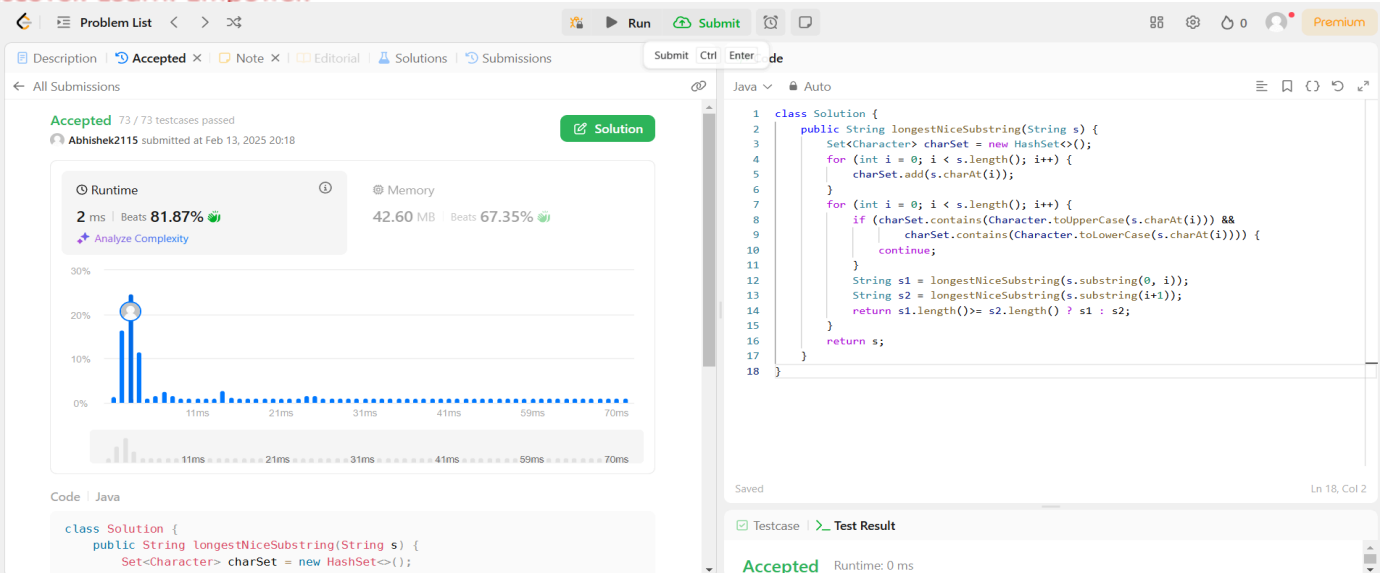 Problem List
Run
Submit
0
Premium
Description
Accepted
Note
Editorial
Solutions
Submissions
Submit Ctrl Enter
de
All Submissions
Accepted 73 / 73 testcases passed
Abhishek2115 submitted at Feb 13, 2025 20:18
Solution
Runtime
2 ms Beats 81.87%
Analyze Complexity
Memory
42.60 MB Beats 67.35%
30%
20%
10%
0%
11ms 21ms 31ms 41ms 59ms 70ms
11ms 21ms 31ms 41ms 59ms 70ms
Code Java
class Solution {
public String longestNiceSubstring(String s) {
Set<Character> charSet = new HashSet<>();
Java Auto
1 class Solution {
2 public String longestNiceSubstring(String s) {
3 Set<Character> charSet = new HashSet<>();
4 for (int i = 0; i < s.length(); i++) {
5 charSet.add(s.charAt(i));
6 }
7 for (int i = 0; i < s.length(); i++) {
8 if (charSet.contains(Character.toUpperCase(s.charAt(i))) &&
9 charSet.contains(Character.toLowerCase(s.charAt(i)))) {
10 continue;
11 }
12 String s1 = longestNiceSubstring(s.substring(0, i));
13 String s2 = longestNiceSubstring(s.substring(i+1));
14 return s1.length()>= s2.length() ? s1 : s2;
15 }
16 return s;
17 }
18 }
Saved
Ln 18, Col 2
Testcase
Test Result
Accepted Runtime: 0 ms